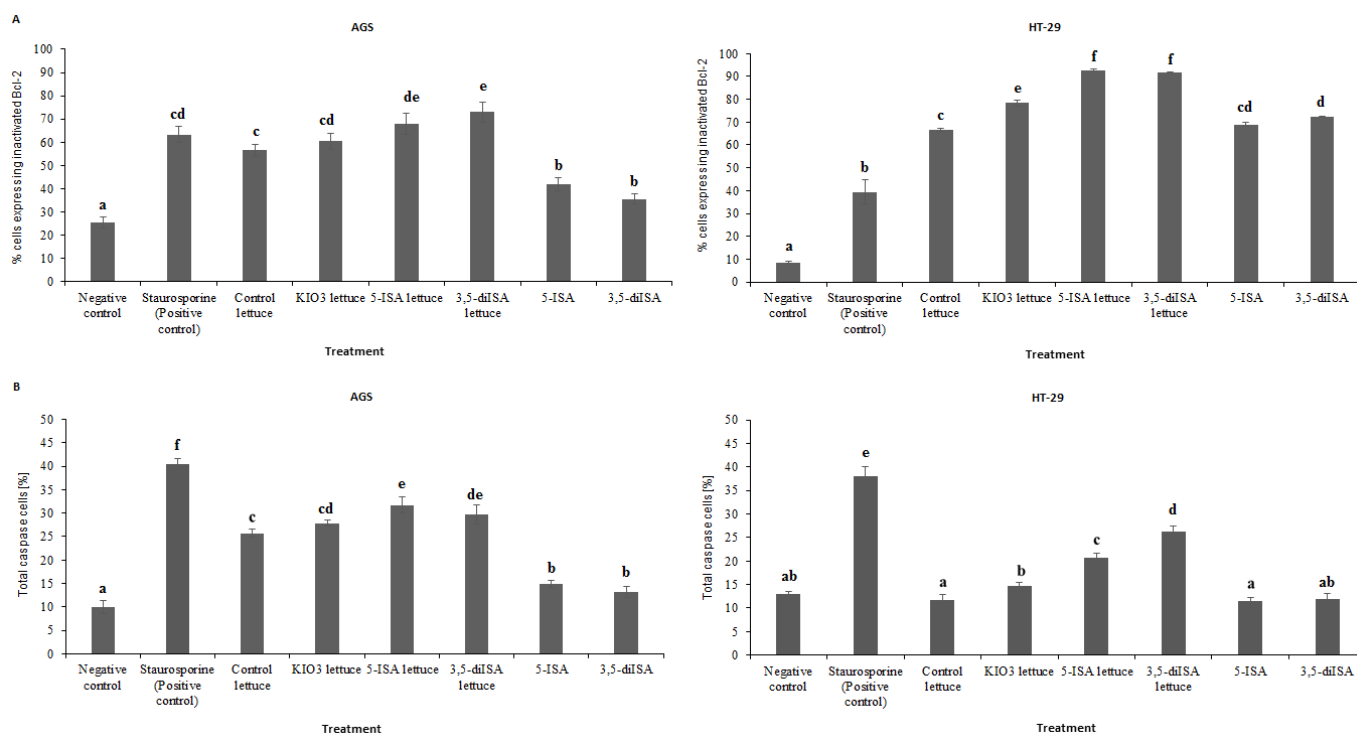 A
AGS
% cells expressing inactivated Bcl-2
100
90
80
70
60
50
40
30
20
10
0
a
cd
c
cd
de
e
b
b
Negative control
Staurosporine (Positive control)
Control lettuce
KIO3 lettuce
5-ISA lettuce
3,5-diISA lettuce
5-ISA
3,5-diISA
Treatment
HT-29
% cells expressing inactivated Bcl-2
100
90
80
70
60
50
40
30
20
10
0
a
b
c
e
f
f
cd
d
Negative control
Staurosporine (Positive control)
Control lettuce
KIO3 lettuce
5-ISA lettuce
3,5-diISA lettuce
5-ISA
3,5-diISA
Treatment
B
AGS
Total caspase cells [%]
50
45
40
35
30
25
20
15
10
5
0
a
f
c
cd
e
de
b
b
Negative control
Staurosporine (Positive control)
Control lettuce
KIO3 lettuce
5-ISA lettuce
3,5-diISA lettuce
5-ISA
3,5-diISA
Treatment
HT-29
Total caspase cells [%]
50
45
40
35
30
25
20
15
10
5
0
ab
e
a
b
c
d
a
ab
Negative control
Staurosporine (Positive control)
Control lettuce
KIO3 lettuce
5-ISA lettuce
3,5-diISA lettuce
5-ISA
3,5-diISA
Treatment